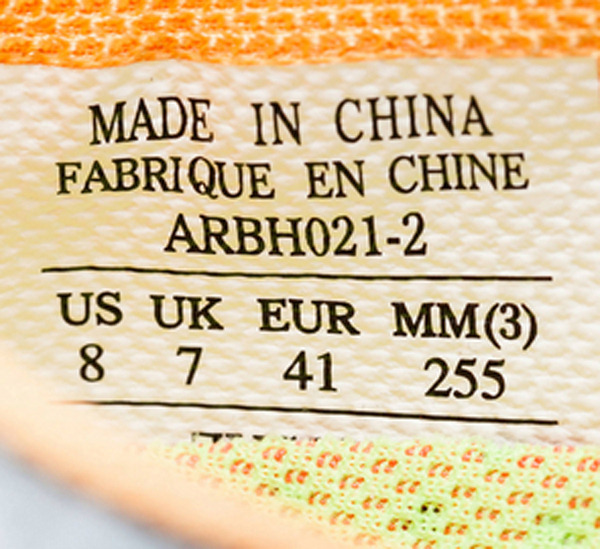 MADE IN CHINA
FABRIQUE EN CHINE
ARBH021-2
US UK EUR MM(3)
8 7 41 255